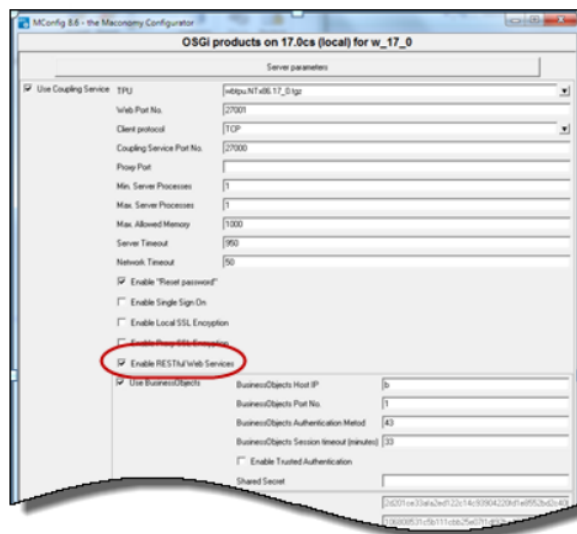 MConfig 8.6 - the Maconomy Configurator
OSGi products on 17.0cs (local) for w_17_0
Server parameters
Use Coupling Service TPU
Web Port No. 27001
Client protocol TCP
Coupling Service Port No. 27000
Proxy Port
Min. Server Processes 1
Max. Server Processes 1
Max. Allowed Memory 1000
Server Timeout 950
Network Timeout 50
Enable "Reset password"
Enable Single Sign On
Enable Local SSL Encryption
Enable Proxy SSL Encryption
Enable RESTful Web Services
Use BusinessObjects BusinessObjects Host IP b
BusinessObjects Port No. 1
BusinessObjects Authentication Metod 43
BusinessObjects Session timeout (minutes) 33
Enable Trusted Authentication
Shared Secret